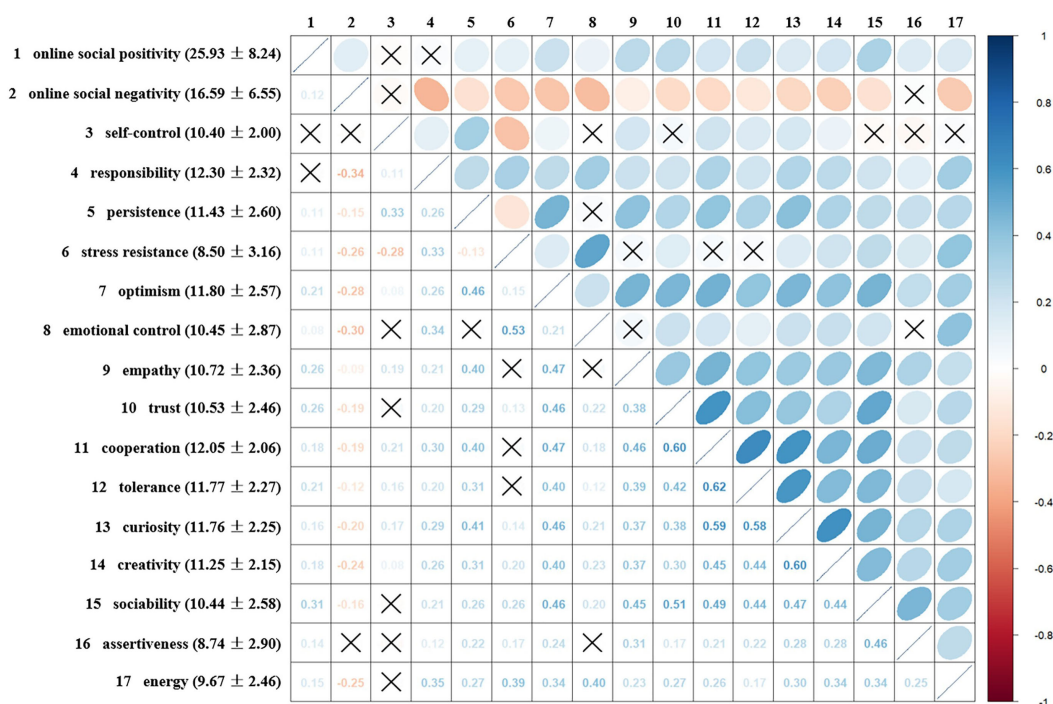 1 2 3 4 5 6 7 8 9 10 11 12 13 14 15 16 17
1 online social positivity (25.93 ± 8.24)
2 online social negativity (16.59 ± 6.55) 0.12
3 self-control (10.40 ± 2.00)
4 responsibility (12.30 ± 2.32) -0.34 0.11
5 persistence (11.43 ± 2.60) 0.11 -0.15 0.33 0.26
6 stress resistance (8.50 ± 3.16) 0.11 -0.26 -0.28 0.33 -0.13
7 optimism (11.80 ± 2.57) 0.21 -0.28 0.08 0.26 0.46 0.15
8 emotional control (10.45 ± 2.87) 0.08 -0.30 0.34 0.53 0.21
9 empathy (10.72 ± 2.36) 0.26 -0.09 0.19 0.21 0.40 0.47
10 trust (10.53 ± 2.46) 0.26 -0.19 0.20 0.29 0.13 0.46 0.22 0.38
11 cooperation (12.05 ± 2.06) 0.18 -0.19 0.21 0.30 0.40 0.47 0.18 0.46 0.60
12 tolerance (11.77 ± 2.27) 0.21 -0.12 0.16 0.20 0.31 0.40 0.12 0.39 0.42 0.62
13 curiosity (11.76 ± 2.25) 0.16 -0.20 0.17 0.29 0.41 0.14 0.46 0.21 0.37 0.38 0.59 0.58
14 creativity (11.25 ± 2.15) 0.18 -0.24 0.08 0.26 0.31 0.20 0.40 0.23 0.37 0.30 0.45 0.44 0.60
15 sociability (10.44 ± 2.58) 0.31 -0.16 0.21 0.26 0.26 0.46 0.20 0.45 0.51 0.49 0.44 0.47 0.44
16 assertiveness (8.74 ± 2.90) 0.14 0.12 0.22 0.17 0.24 0.31 0.17 0.21 0.22 0.28 0.28 0.46
17 energy (9.67 ± 2.46) 0.15 -0.25 0.35 0.27 0.39 0.34 0.40 0.23 0.27 0.26 0.17 0.30 0.34 0.34 0.25
1
0.8
0.6
0.4
0.2
0
-0.2
-0.4
-0.6
-0.8
-1